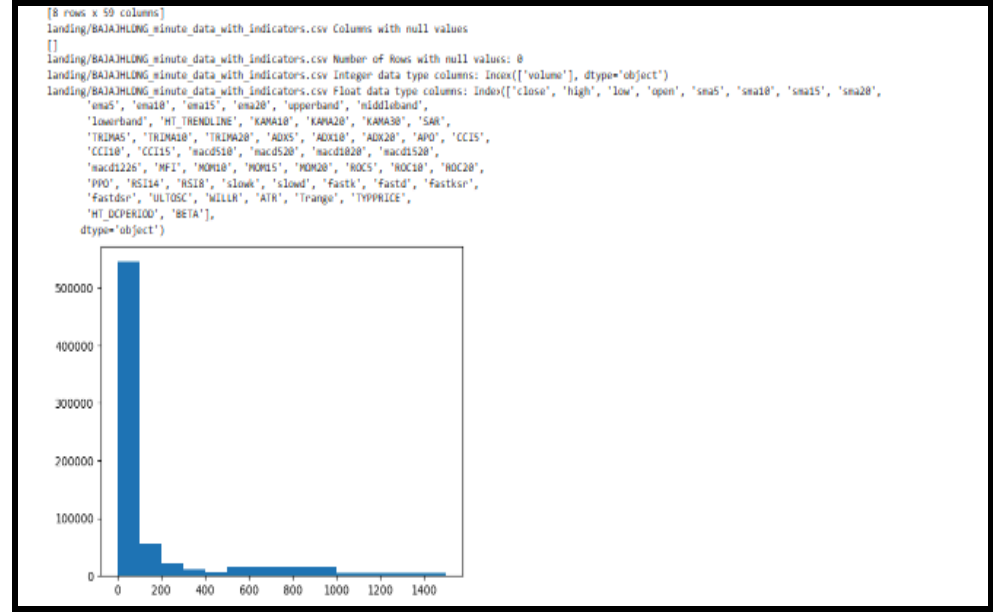 [8 rows x 59 columns]
landing/BAJAJHLDNG_minute_data_with_indicators.csv Columns with null values
[]
landing/BAJAJHLDNG_minute_data_with_indicators.csv Number of Rows with null values: 0
landing/BAJAJHLDNG_minute_data_with_indicators.csv Integer data type columns: Index(['volume'], dtype='object')
landing/BAJAJHLDNG_minute_data_with_indicators.csv Float data type columns: Index(['close', 'high', 'low', 'open', 'sma5', 'sma10', 'sma15', 'sma20',
'ema5', 'ema10', 'ema15', 'ema20', 'upperband', 'middleband',
'lowerband', 'HT_TRENDLINE', 'KAMA10', 'KAMA20', 'KAMA30', 'SAR',
'TRIMA5', 'TRIMA10', 'TRIMA20', 'ADX5', 'ADX10', 'ADX20', 'APO', 'CCI5',
'CCI10', 'CCI15', 'macd510', 'macd520', 'macd1020', 'macd1520',
'macd1226', 'MFI', 'MOM10', 'MOM15', 'MOM20', 'ROC5', 'ROC10', 'ROC20',
'PPO', 'RSI14', 'RSI8', 'slowk', 'slowd', 'fastk', 'fastd', 'fastksr',
'fastdsr', 'ULTOSC', 'WILLR', 'ATR', 'Trange', 'TYPPRICE',
'HT_DCPERIOD', 'BETA'],
dtype='object')
500000
400000
300000
200000
100000
0
0 200 400 600 800 1000 1200 1400